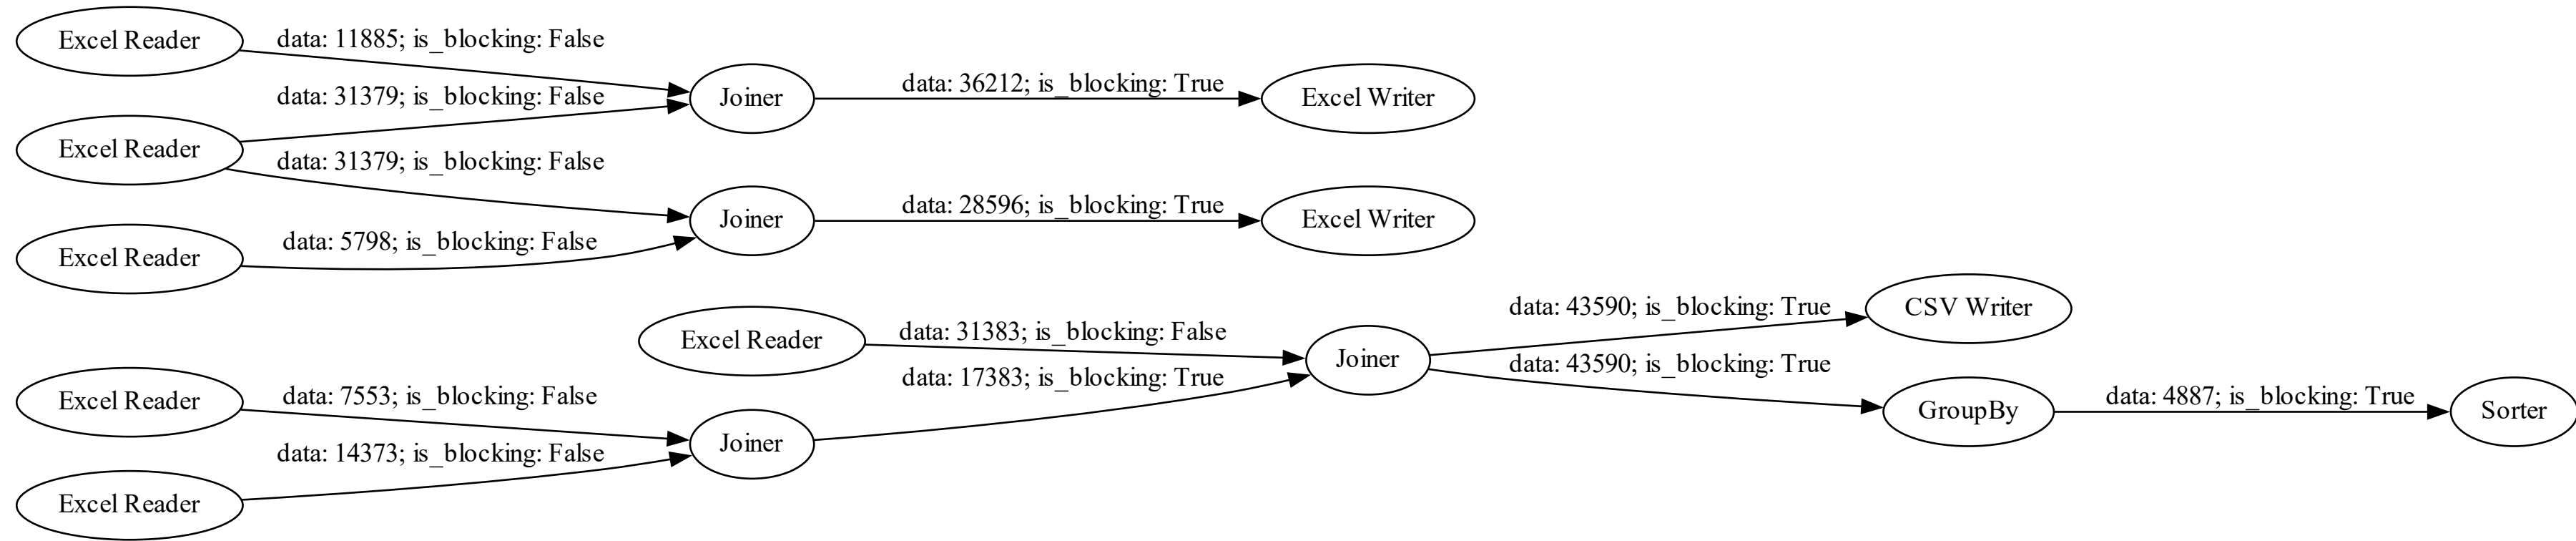 Excel Reader
data: 11885; is_blocking: False
data: 31379; is_blocking: False
Joiner
data: 36212; is_blocking: True
Excel Writer
Excel Reader
data: 31379; is_blocking: False
Joiner
data: 28596; is_blocking: True
Excel Writer
Excel Reader
data: 5798; is_blocking: False
Excel Reader
data: 31383; is_blocking: False
Joiner
data: 43590; is_blocking: True
CSV Writer
data: 17383; is_blocking: True
data: 43590; is_blocking: True
GroupBy
data: 4887; is_blocking: True
Sorter
Excel Reader
data: 7553; is_blocking: False
Joiner
data: 14373; is_blocking: False
Excel Reader